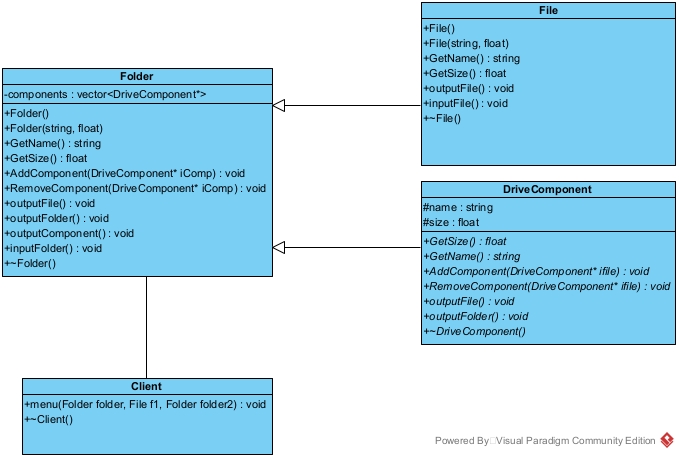 File
+File()
+File(string, float)
+GetName() : string
+GetSize() : float
+outputFile() : void
+inputFile() : void
+~File()
Folder
-components : vector<DriveComponent*>
+Folder()
+Folder(string, float)
+GetName() : string
+GetSize() : float
+AddComponent(DriveComponent* iComp) : void
+RemoveComponent(DriveComponent* iComp) : void
+outputFile() : void
+outputFolder() : void
+outputComponent() : void
+inputFolder() : void
+~Folder()
DriveComponent
#name : string
#size : float
+GetSize() : float
+GetName() : string
+AddComponent(DriveComponent* ifile) : void
+RemoveComponent(DriveComponent* ifile) : void
+outputFile() : void
+outputFolder() : void
+~DriveComponent()
Client
+menu(Folder folder, File f1, Folder folder2) : void
+~Client()
Powered By Visual Paradigm Community Edition